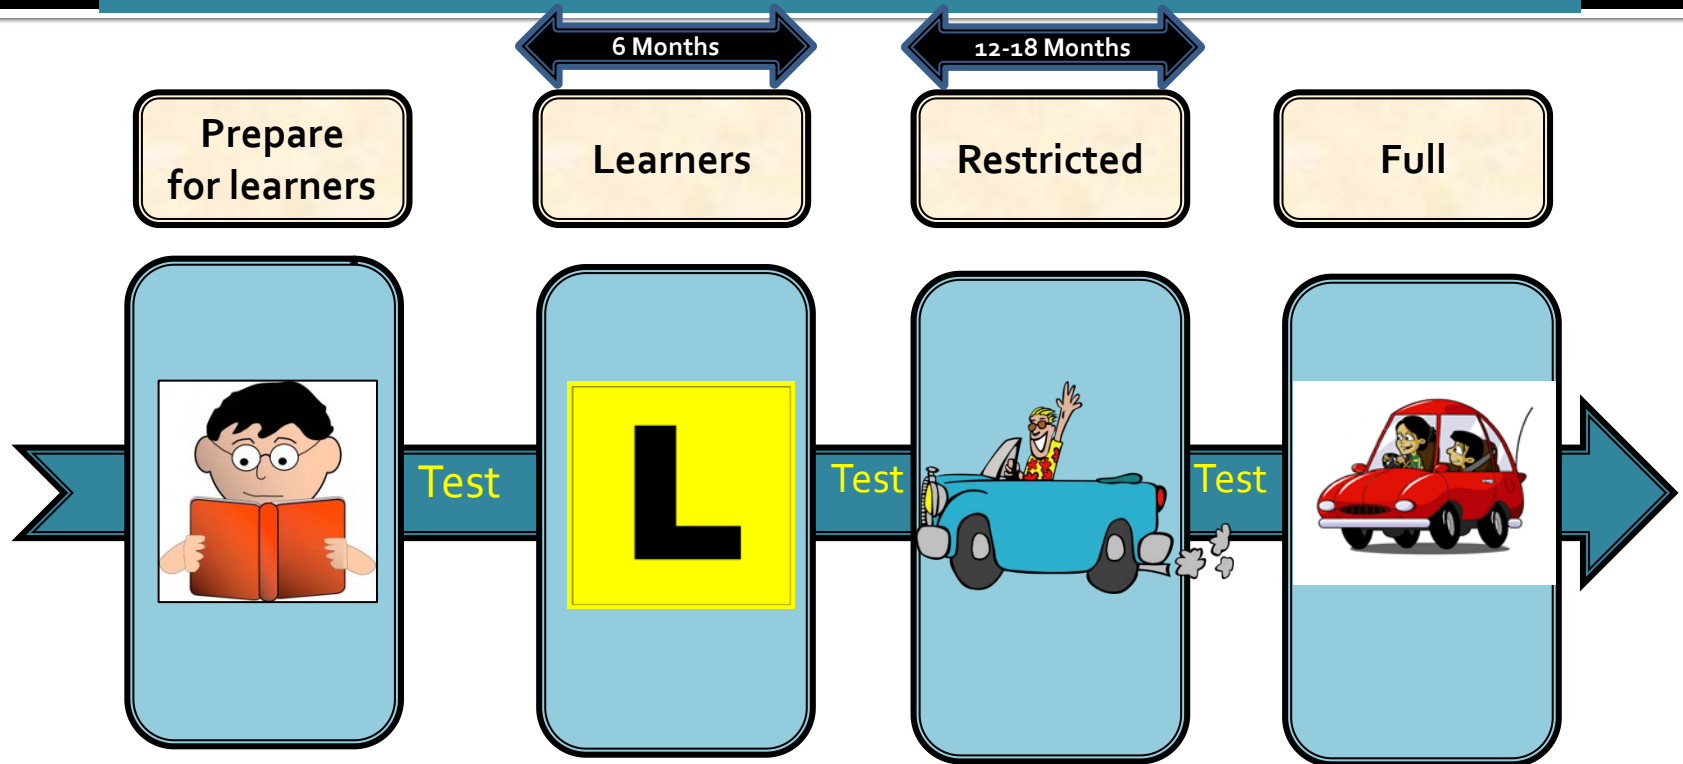 6 Months
12-18 Months
Prepare
for learners
Learners
Restricted
Full
Test
L
Test
Test